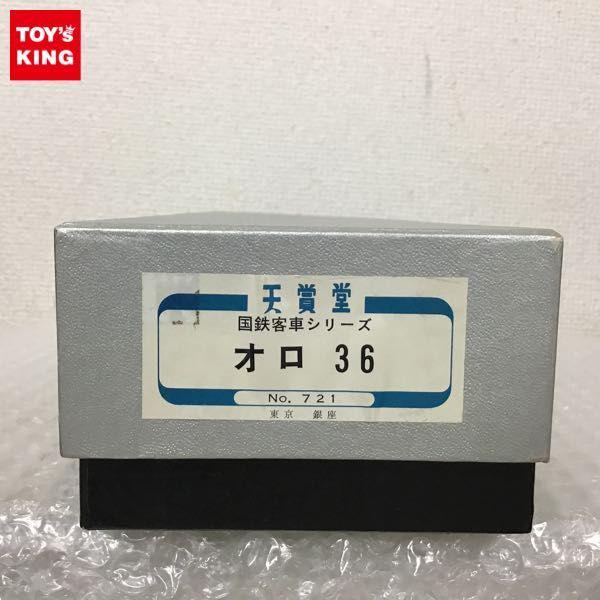 TOY's
KING
天賞堂
国鉄客車シリーズ
オロ 36
No. 721
東京 銀座